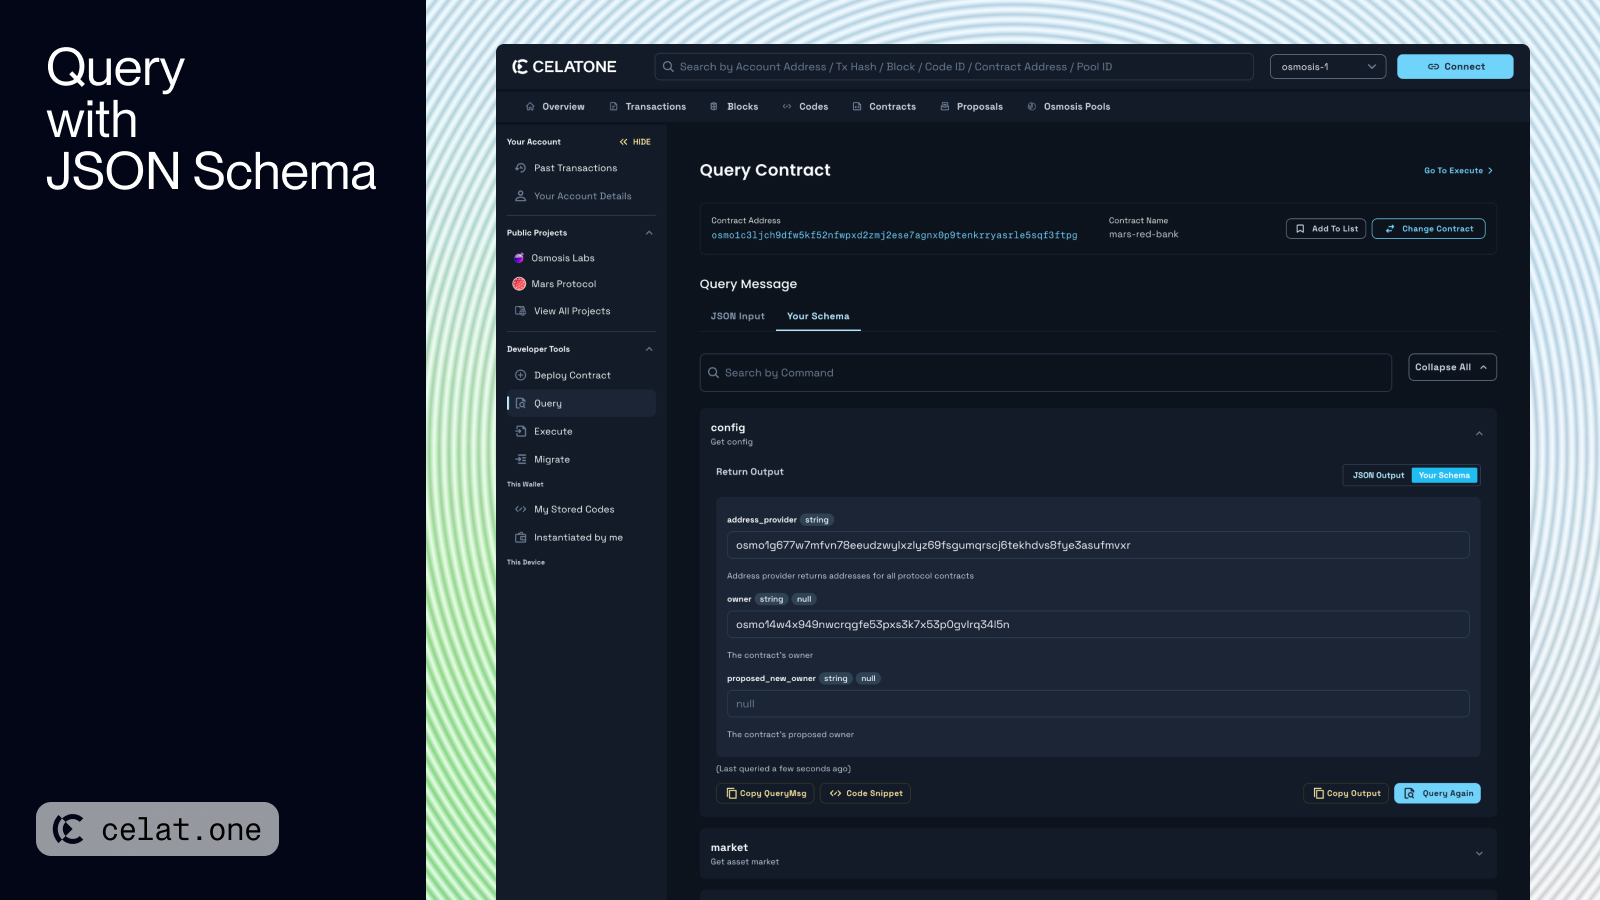 Query
with
JSON Schema
celat.one
CELATONE
Search by Account Address / Tx Hash / Block / Code ID / Contract Address / Pool ID
osmosis-1
Connect
Overview
Transactions
Blocks
Codes
Contracts
Proposals
Osmosis Pools
Your Account
HIDE
Past Transactions
Your Account Details
Public Projects
Osmosis Labs
Mars Protocol
View All Projects
Developer Tools
Deploy Contract
Query
Execute
Migrate
This Wallet
My Stored Codes
Instantiated by me
This Device
Query Contract
Go To Execute
Contract Address
osmo1c3ljch9dfw5kf52nfwpxd2zmj2ese7agnx0p9tenkrryasrle5sqf3ftpg
Contract Name
mars-red-bank
Add To List
Change Contract
Query Message
JSON Input
Your Schema
Search by Command
Collapse All
config
Get config
Return Output
JSON Output
Your Schema
address_provider string
osmo1g677w7mfvn78eeudzwylxzlyz69fsgumqrscj6tekhdvs8fye3asufmvxr
Address provider returns addresses for all protocol contracts
owner string null
osmo14w4x949nwcrqgfe53pxs3k7x53p0gvlrq34l5n
The contract's owner
proposed_new_owner string null
null
The contract's proposed owner
(Last queried a few seconds ago)
Copy QueryMsg
Code Snippet
Copy Output
Query Again
market
Get asset market